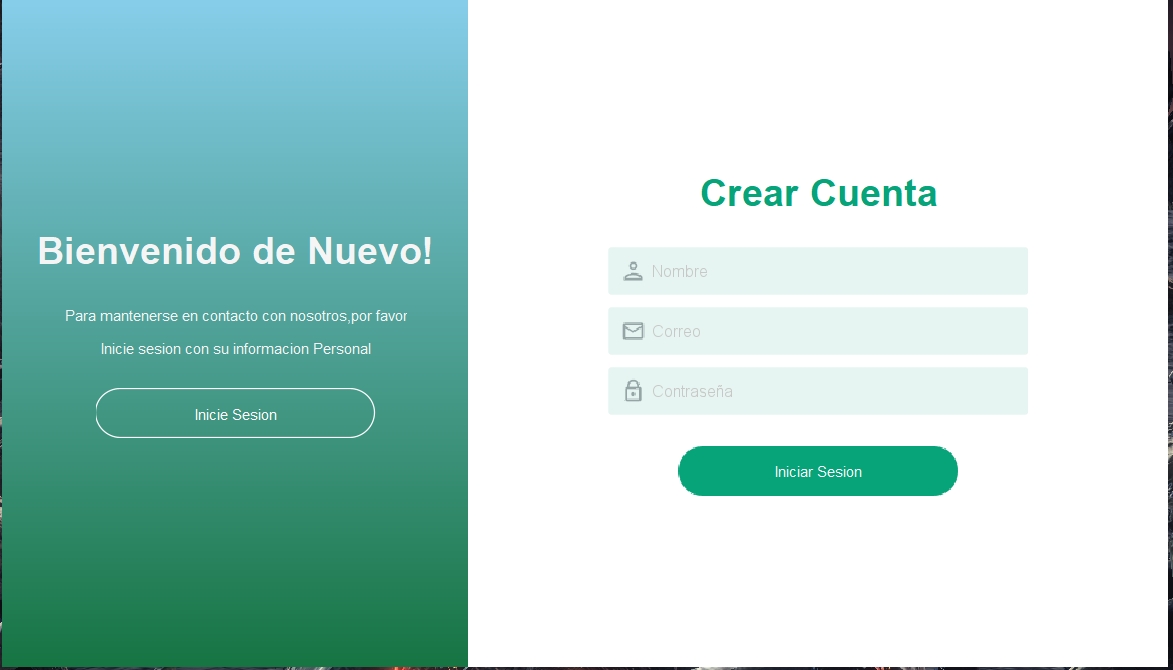 Bienvenido de Nuevo!
Para mantenerse en contacto con nosotros,por favor
Inicie sesion con su informacion Personal
Inicie Sesion
Crear Cuenta
Nombre
Correo
Contraseña
Iniciar Sesion